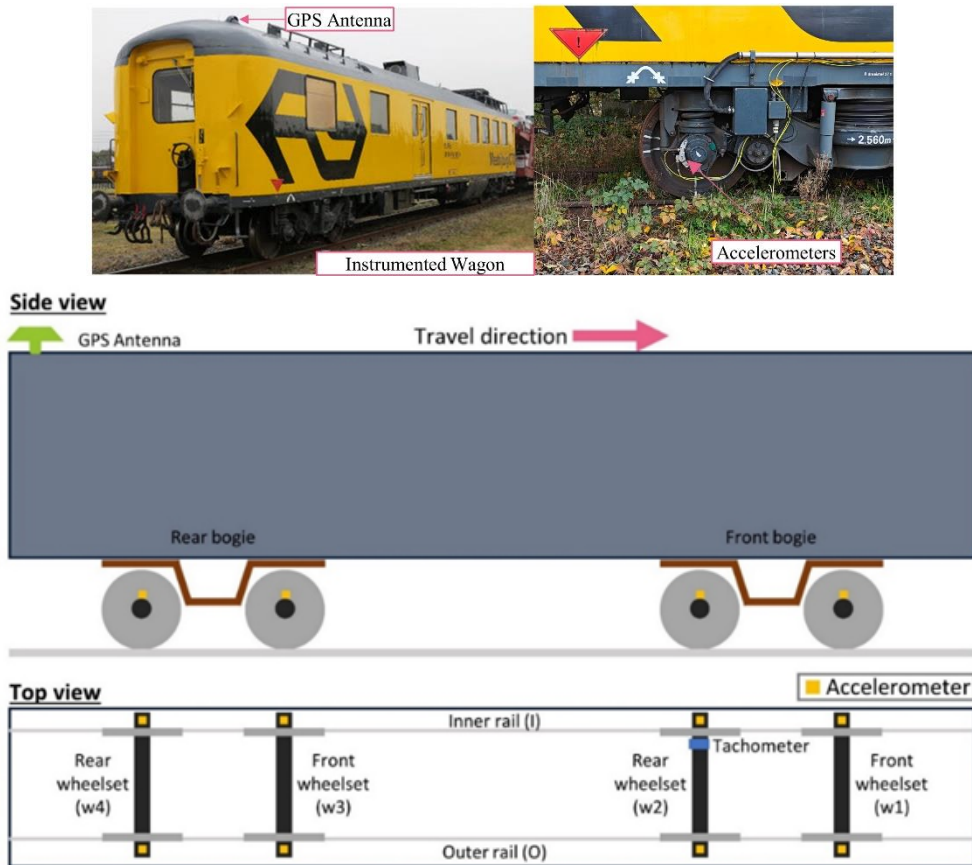 GPS Antenna
Instrumented Wagon
!
2.560m
Accelerometers
Side view
GPS Antenna
Travel direction
Rear bogie
Front bogie
Top view
Accelerometer
Inner rail (I)
Rear
wheelset
(w4)
Front
wheelset
(w3)
Rear
wheelset
(w2)
Tachometer
Front
wheelset
(w1)
Outer rail (O)